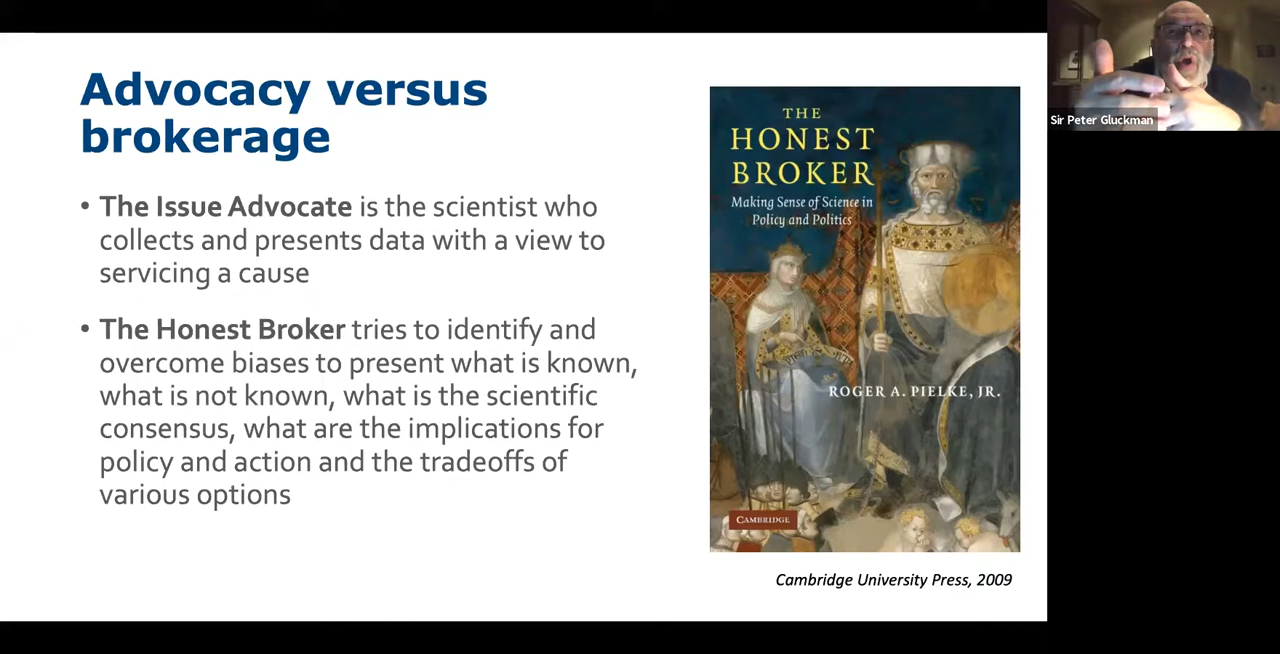 Advocacy versus
brokerage
• The Issue Advocate is the scientist who
collects and presents data with a view to
servicing a cause
• The Honest Broker tries to identify and
overcome biases to present what is known,
what is not known, what is the scientific
consensus, what are the implications for
policy and action and the tradeoffs of
various options
THE
HONEST
BROKER
Making Sense of Science in
Policy and Politics
ROGER A. PIELKE, JR.
CAMBRIDGE
Cambridge University Press, 2009
Sir Peter Gluckman